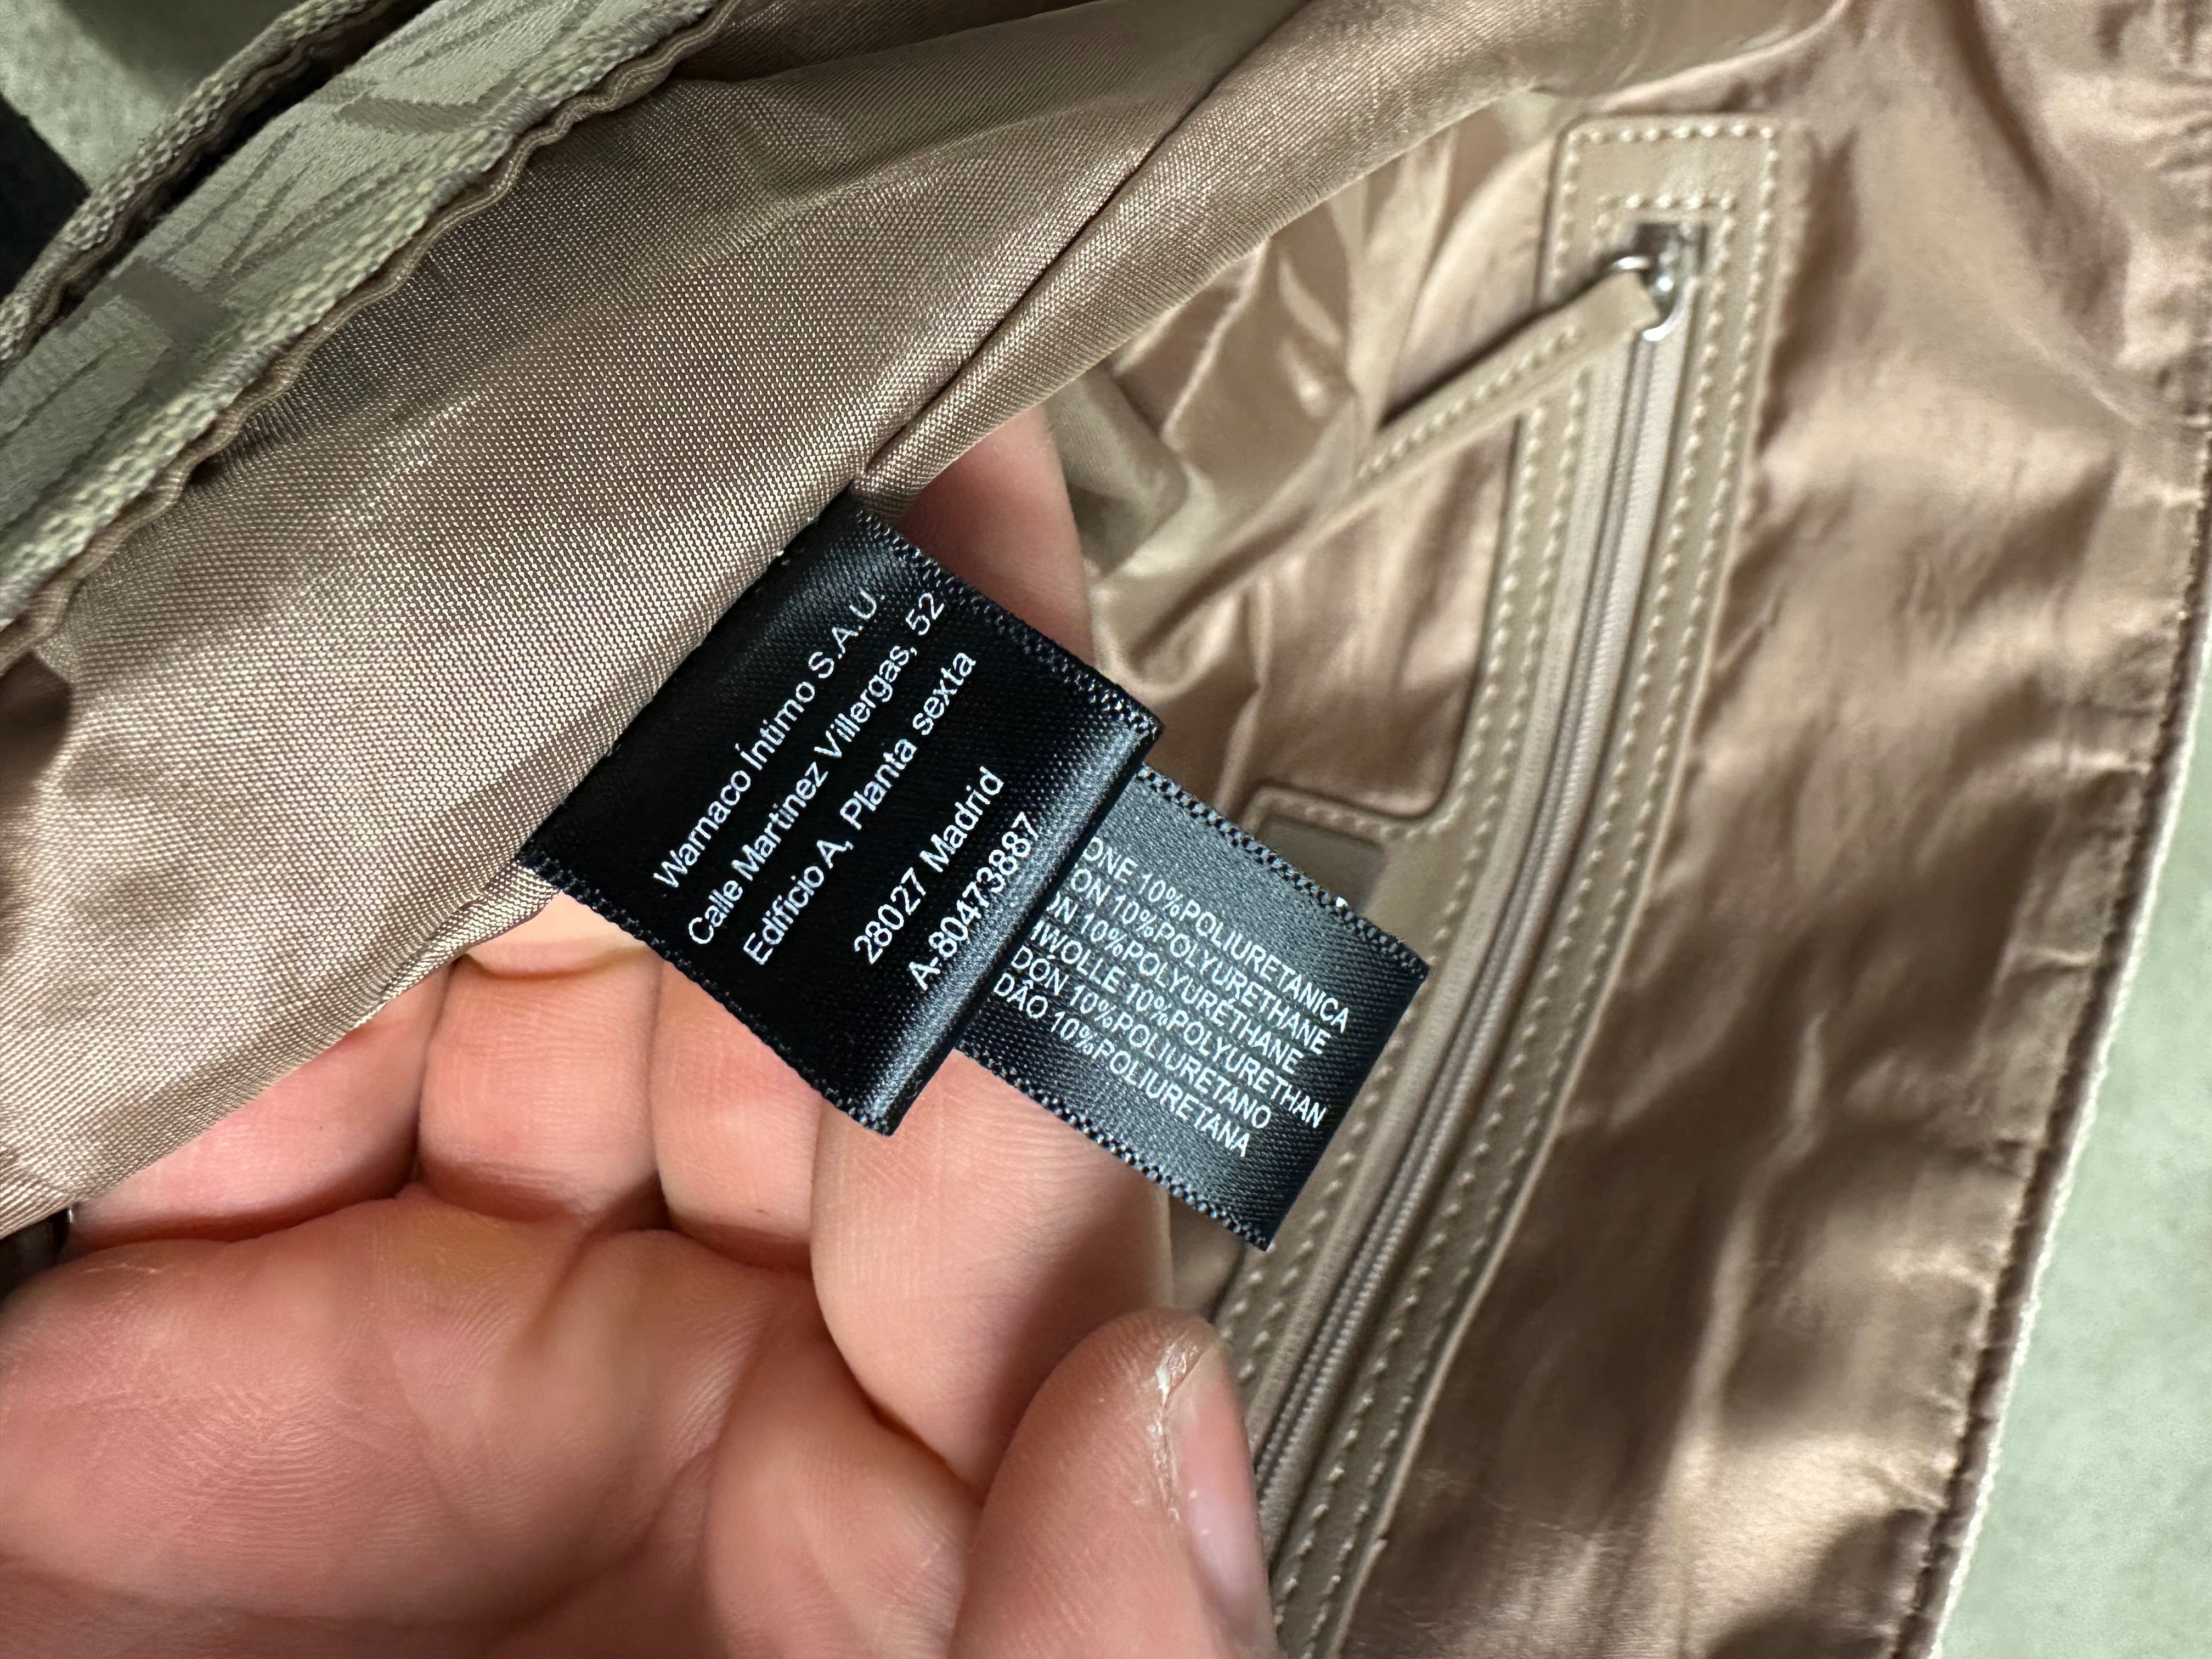 Warnaco Íntimo S.A.U.
Calle Martinez Villergas, 52
Edificio A, Planta sexta
28027 Madrid
A-80473887
ONE 10%POLIURETANICA
ON 10%POLYURETHANE
ON 10%POLYURÉTHANE
WOLLE 10%POLYURETHAN
DÓN 10%POLIURETANO
DÃO 10%POLIURETANA